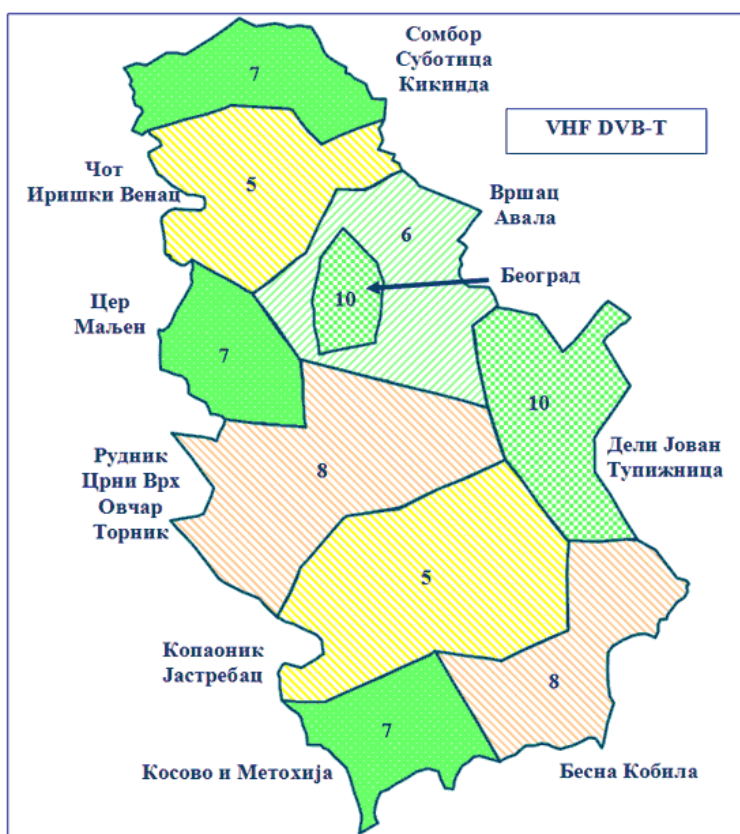 Сомбор
Суботица
Кикинда
7
VHF DVB-T
Чот
Иришки Венац
5
Вршац
Авала
6
Београд
10
Цер
Маљен
7
10
Дели Јован
Тупижница
Рудник
Црни Врх
Овчар
Торник
8
5
Копаоник
Јастребац
8
7
Косово и Метохија
Бесна Кобила